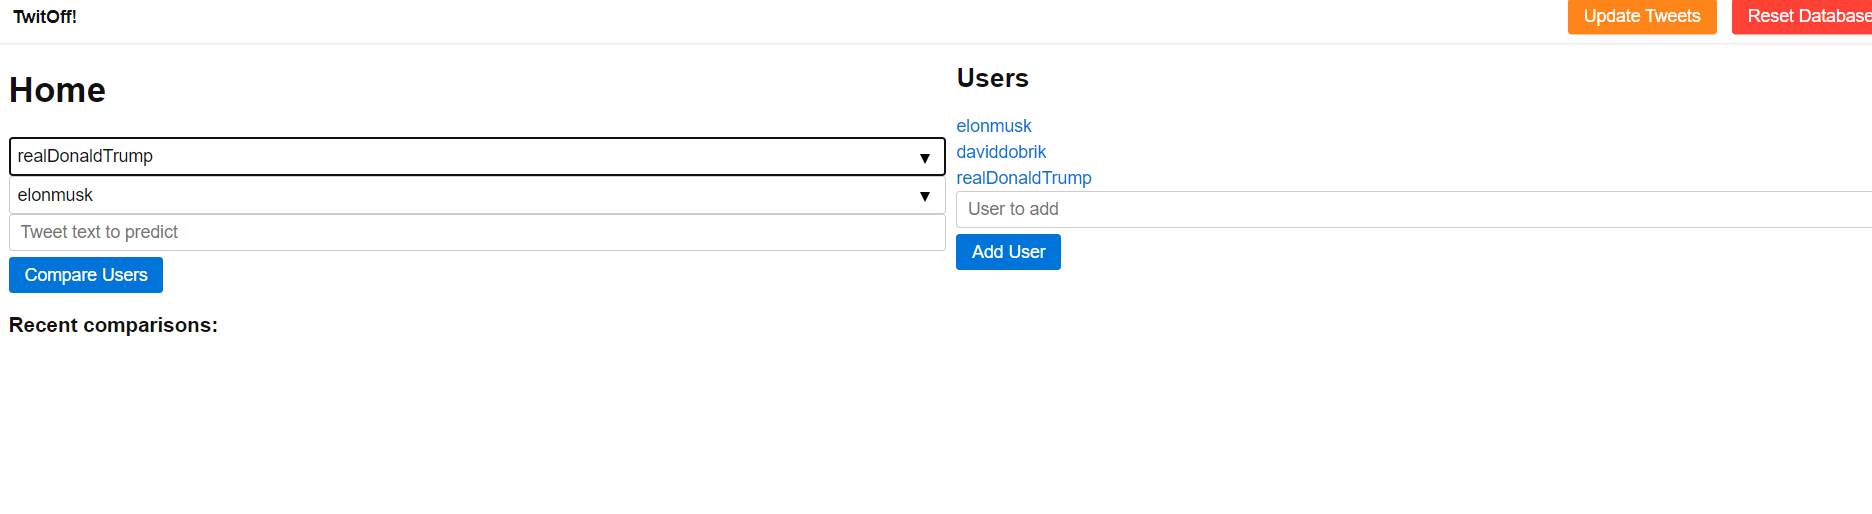 TwitOff!
Update Tweets
Reset Database
Home
realDonaldTrump
elonmusk
Tweet text to predict
Compare Users
Recent comparisons:
Users
elonmusk
daviddobrik
realDonaldTrump
User to add
Add User